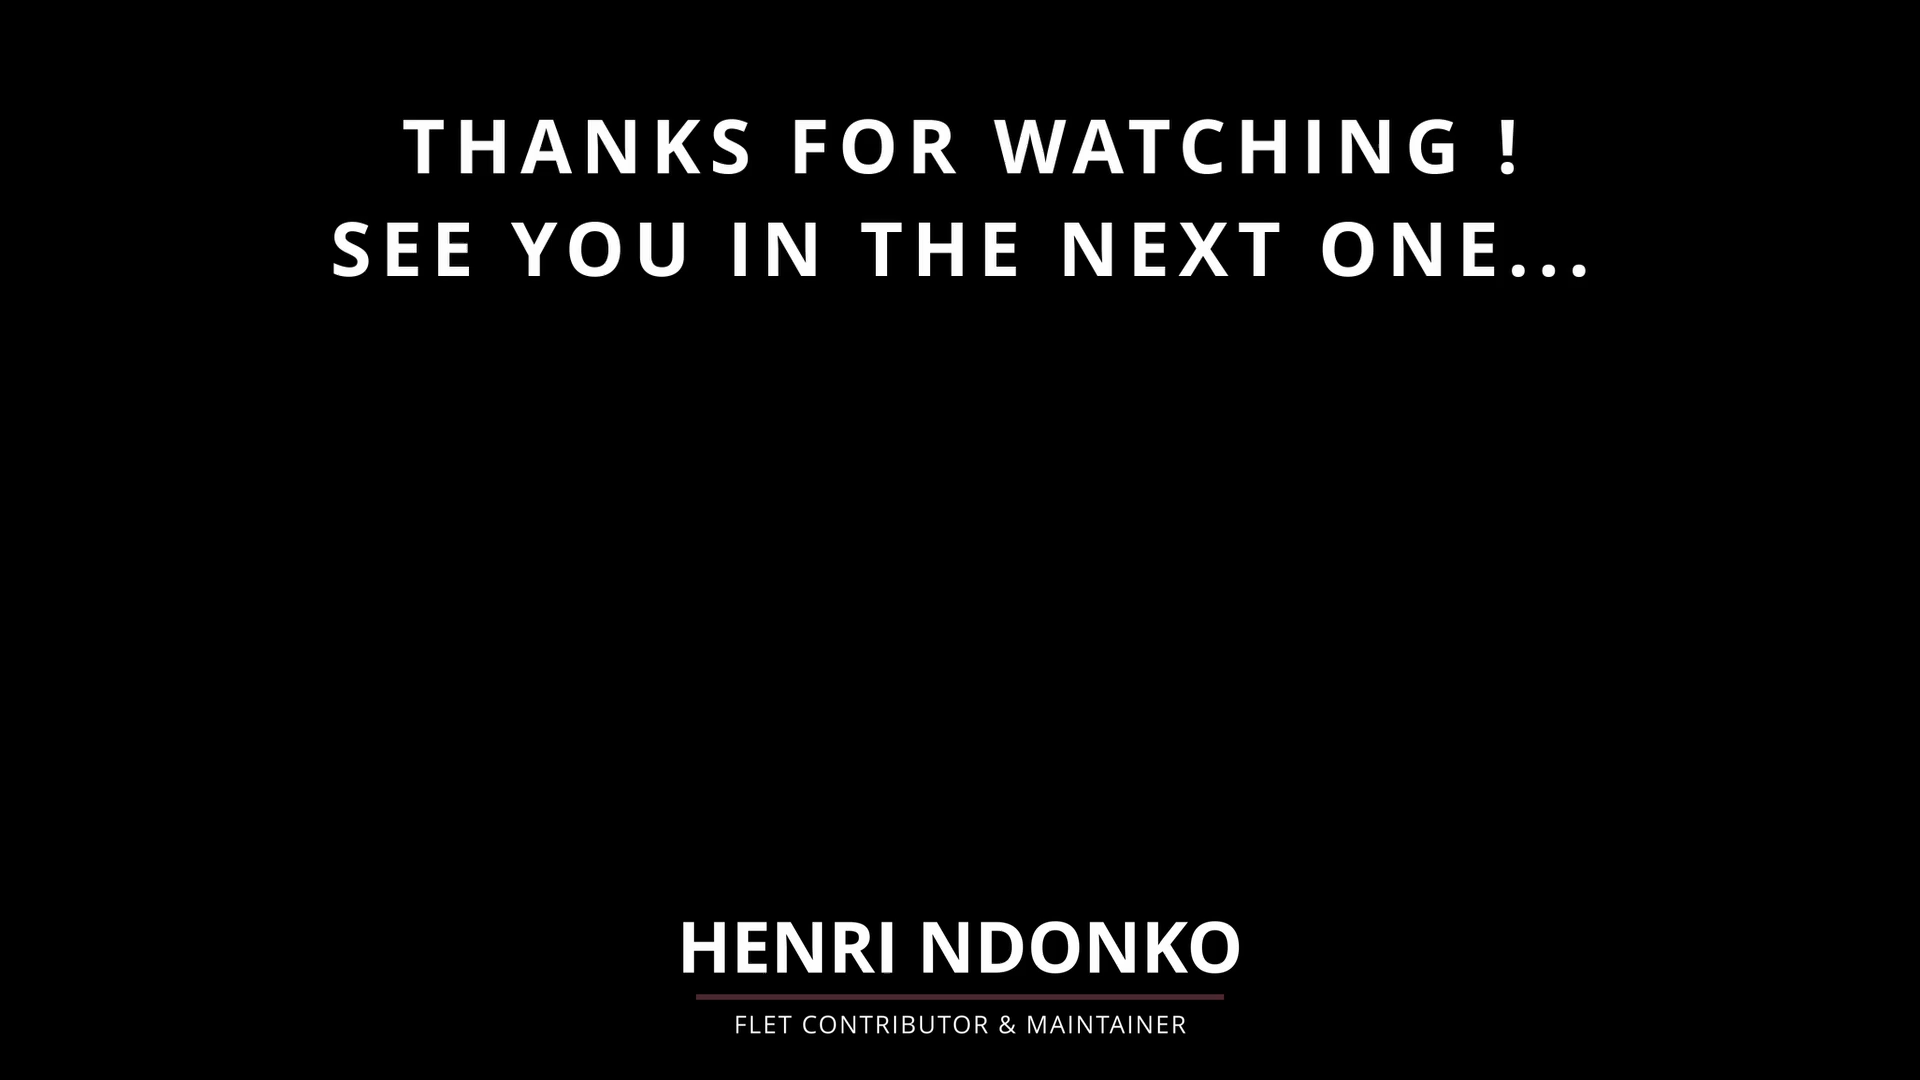 THANKS FOR WATCHING !
SEE YOU IN THE NEXT ONE...
HENRI NDONKO
FLET CONTRIBUTOR & MAINTAINER